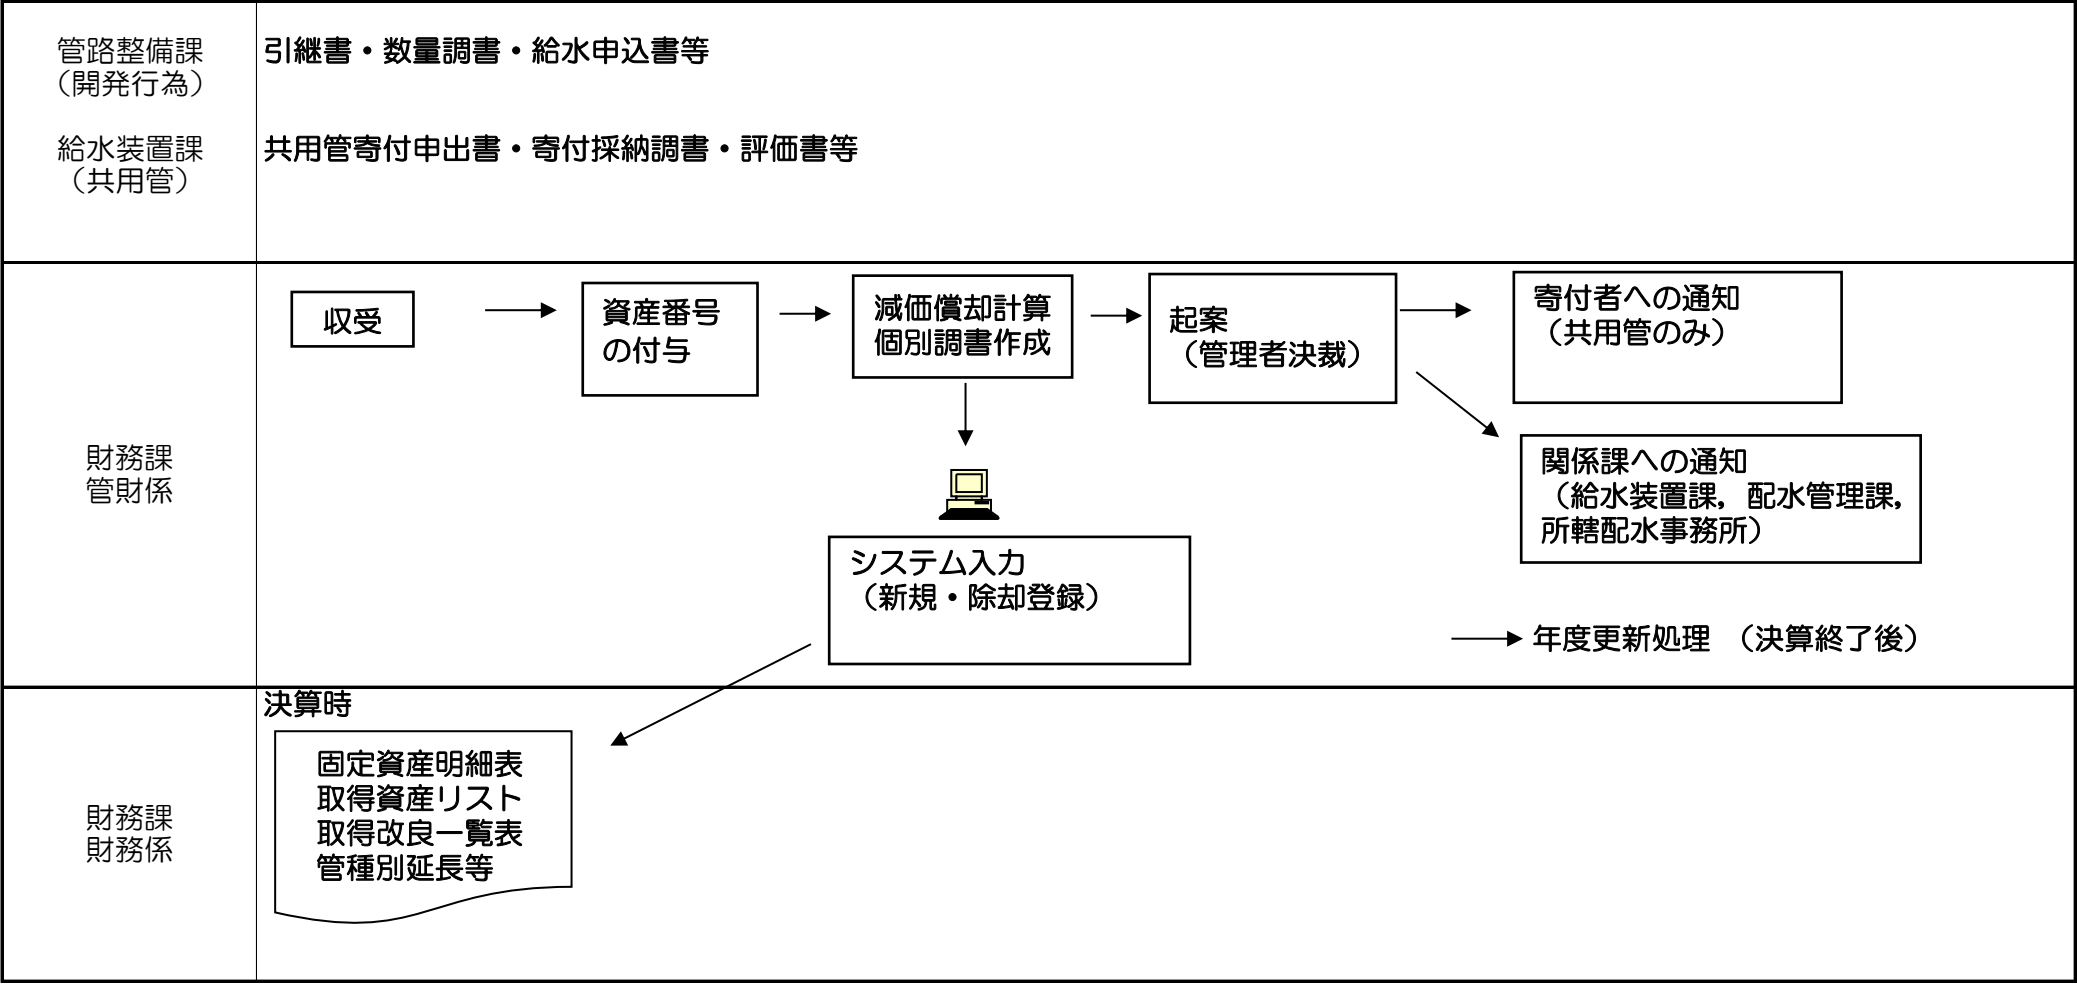 管路整備課
（開発行為）
引継書・数量調書・給水申込書等
給水装置課
（共用管）
共用管寄付申出書・寄付採納調書・評価書等
財務課
管財係
収受
資産番号
の付与
減価償却計算
個別調書作成
起案
（管理者決裁）
寄付者への通知
（共用管のみ）
関係課への通知
（給水装置課，配水管理課，
所轄配水事務所）
システム入力
（新規・除却登録）
年度更新処理　（決算終了後）
財務課
財務係
決算時
固定資産明細表
取得資産リスト
取得改良一覧表
管種別延長等